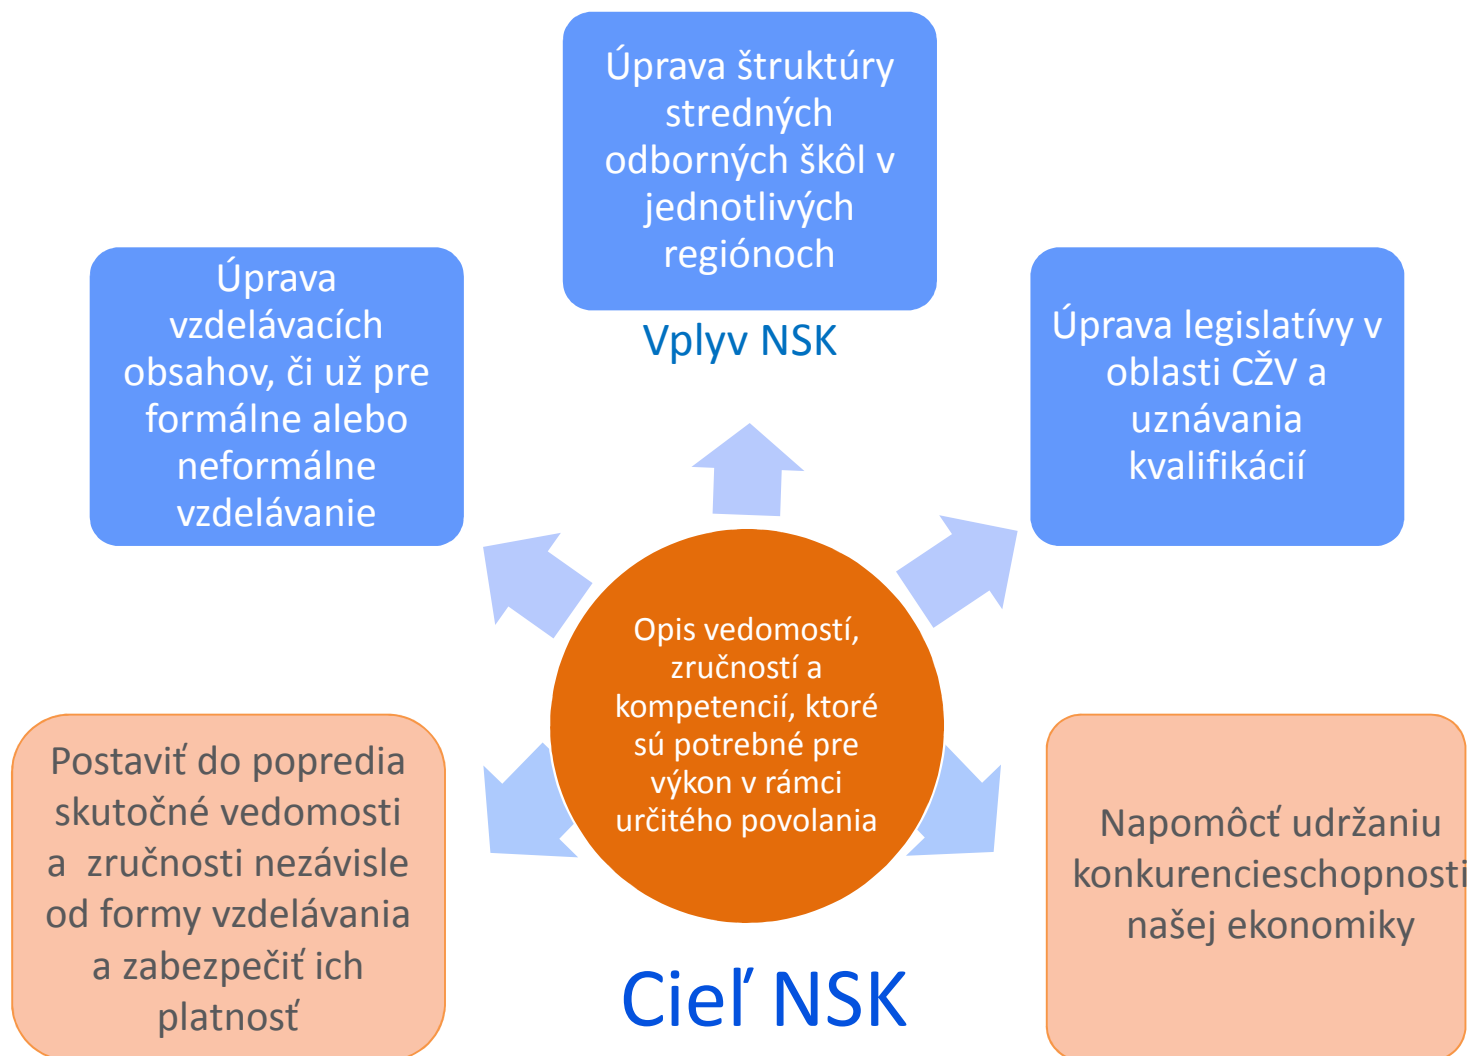 Úprava štruktúry
stredných
odborných škôl v
jednotlivých
regiónoch
Vplyv NSK
Úprava
vzdelávacích
obsahov, či už pre
formálne alebo
neformálne
vzdelávanie
Úprava legislatívy v
oblasti CŽV a
uznávania
kvalifikácií
Opis vedomostí,
zručností a
kompetencií, ktoré
sú potrebné pre
výkon v rámci
určitého povolania
Postaviť do popredia
skutočné vedomosti
a zručnosti nezávisle
od formy vzdelávania
a zabezpečiť ich
platnosť
Napomôcť udržaniu
konkurencieschopnosti
našej ekonomiky
Cieľ NSK